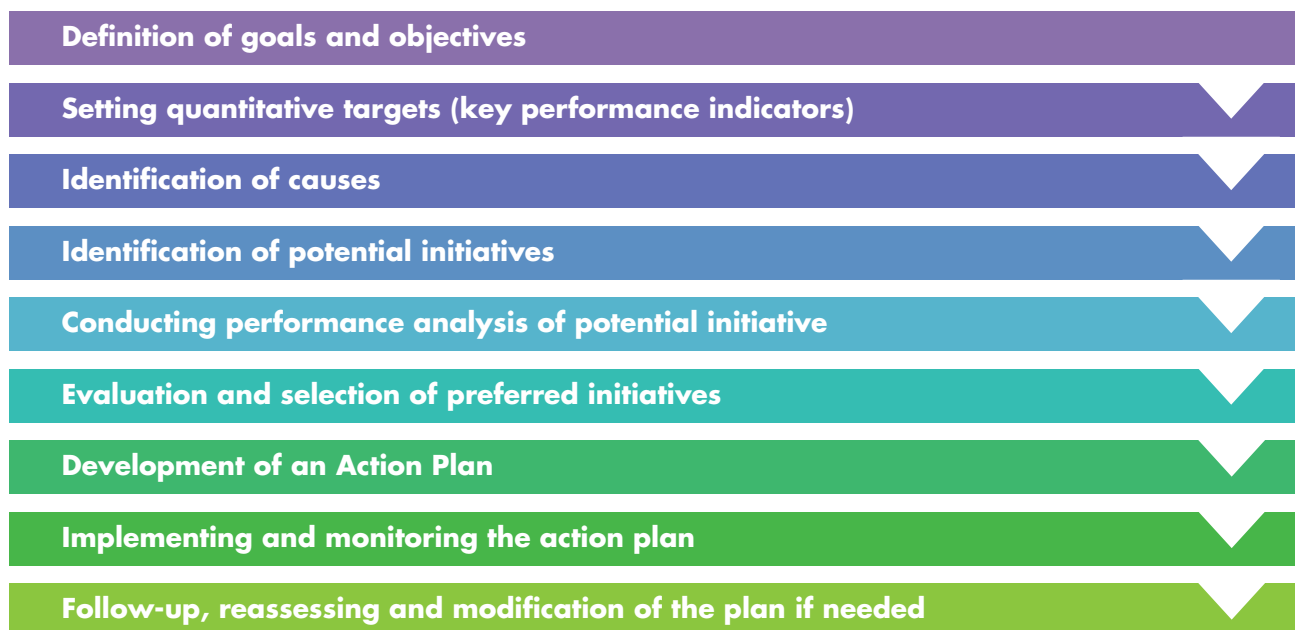 Definition of goals and objectives
Setting quantitative targets (key performance indicators)
Identification of causes
Identification of potential initiatives
Conducting performance analysis of potential initiative
Evaluation and selection of preferred initiatives
Development of an Action Plan
Implementing and monitoring the action plan
Follow-up, reassessing and modification of the plan if needed